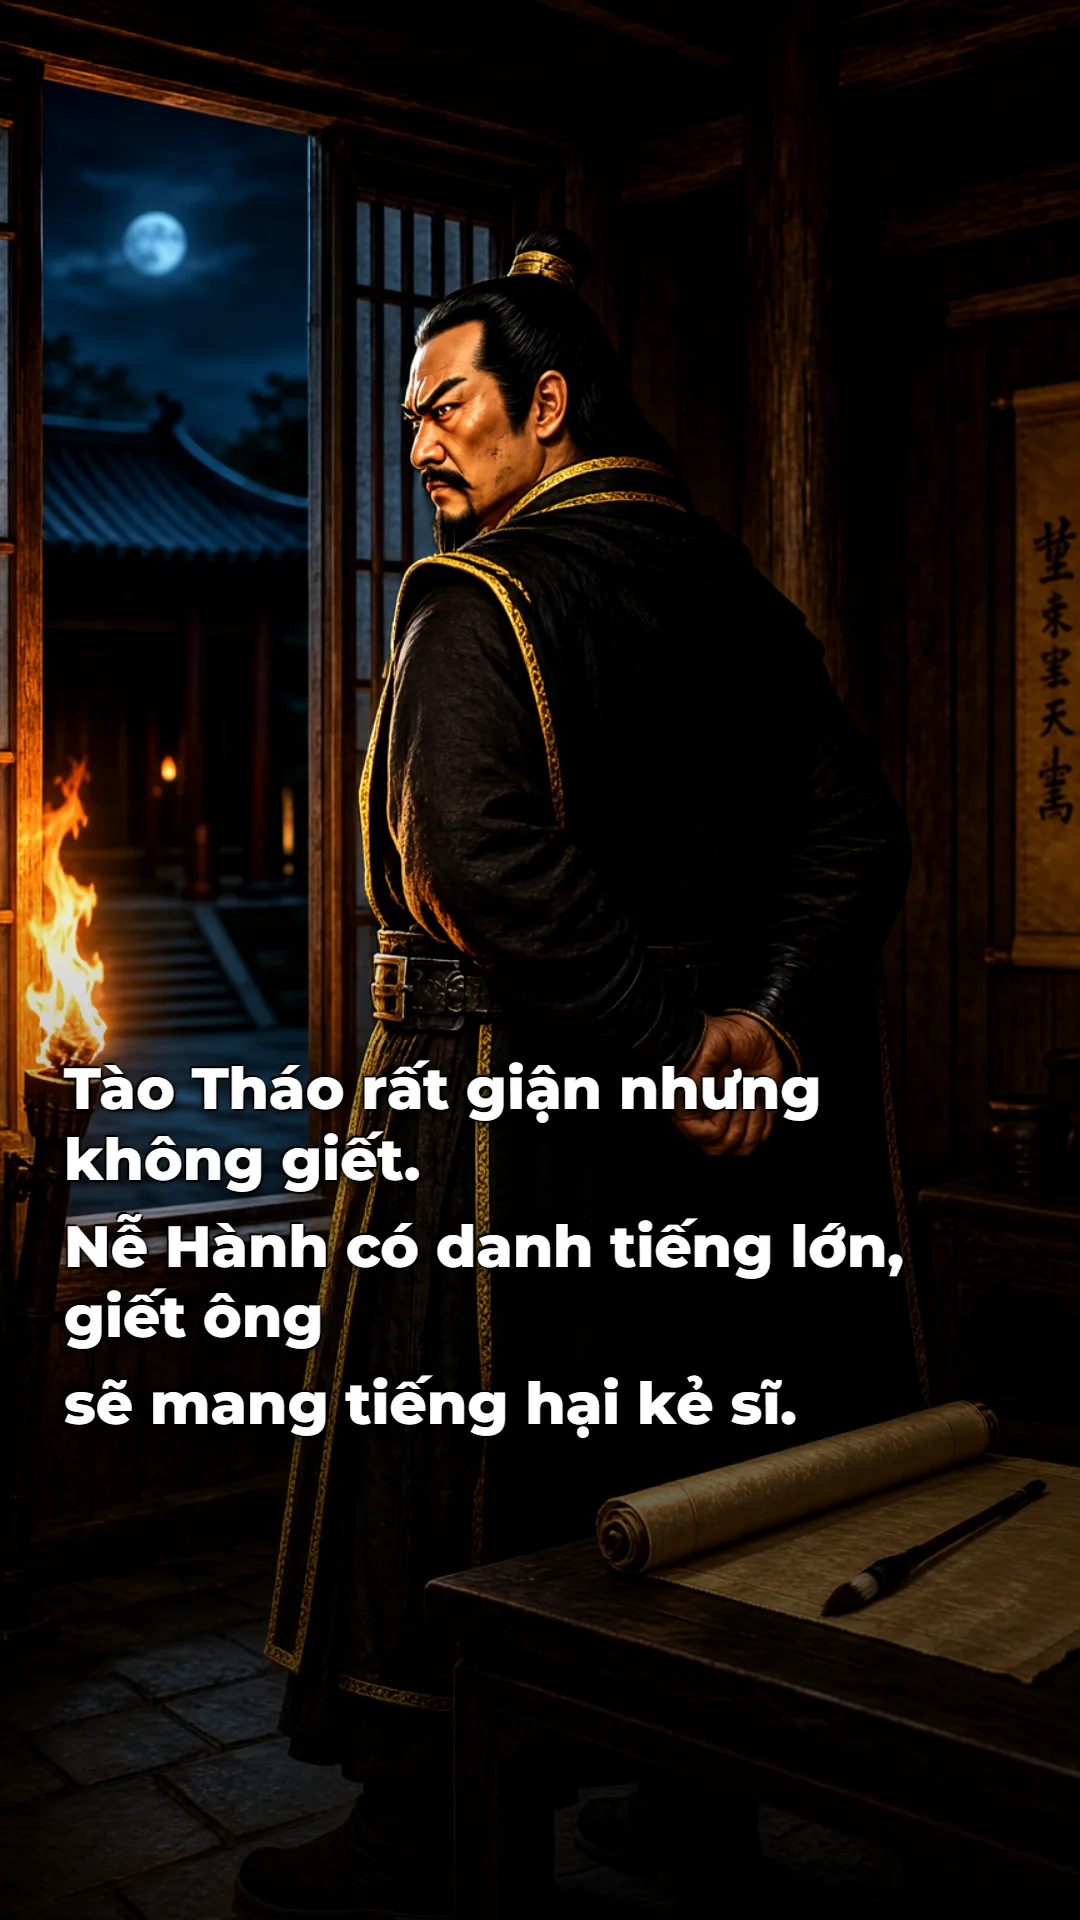 Tào Tháo rất giận nhưng
không giết.
Nễ Hành có danh tiếng lớn,
giết ông
sẽ mang tiếng hại kẻ sĩ.
天